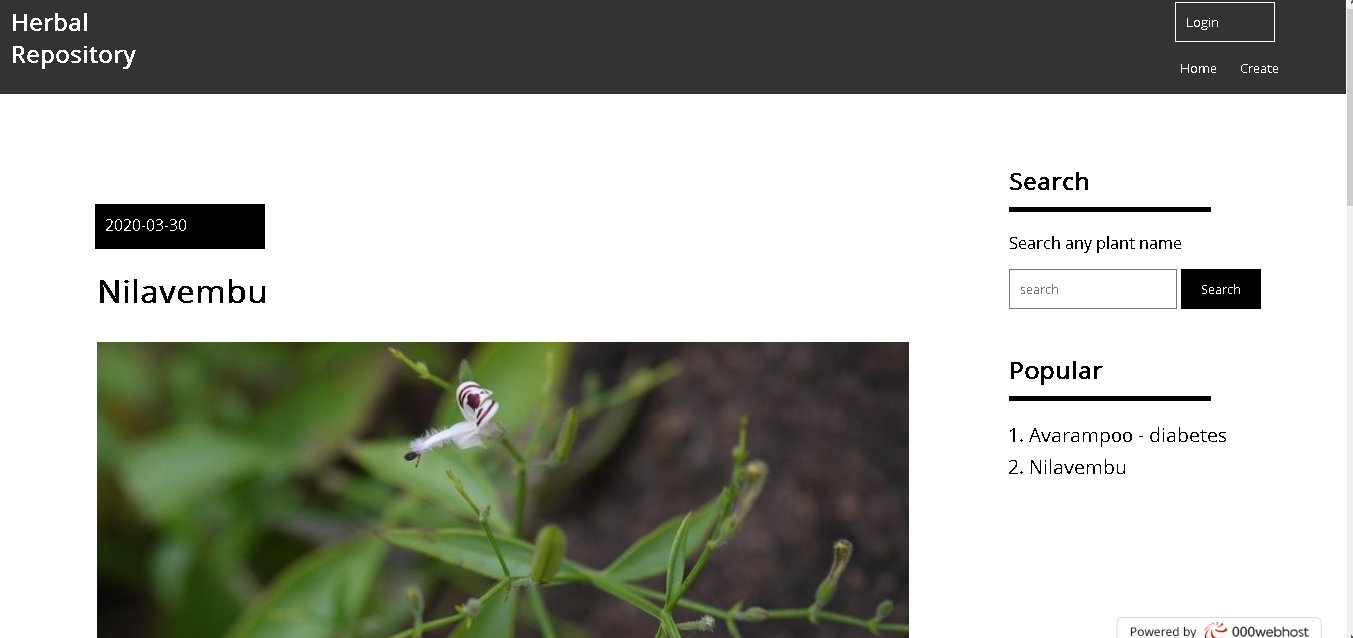 Herbal
Repository
Login
Home Create
2020-03-30
Nilavembu
Search
Search any plant name
search Search
Popular
1. Avarampoo - diabetes
2. Nilavembu
Powered by 000webhost